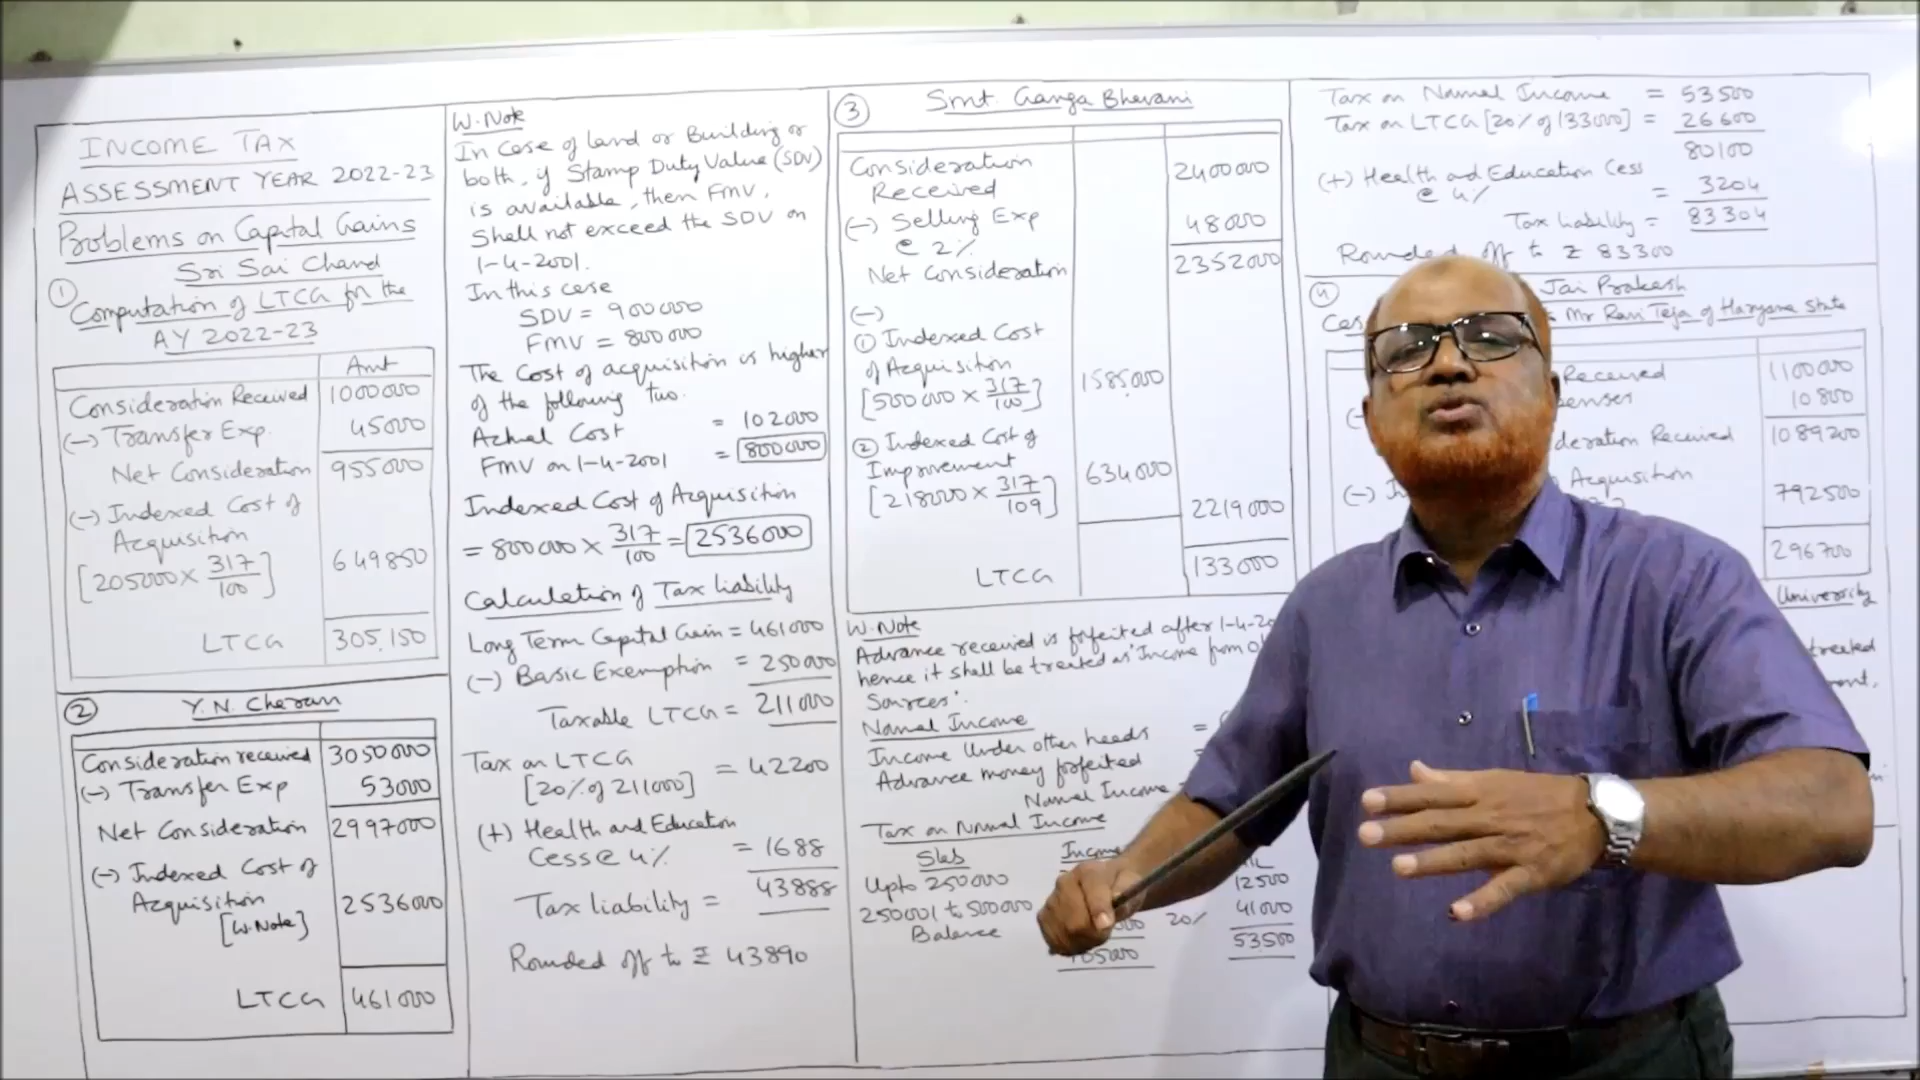 INCOME TAX
ASSESSMENT YEAR 2022-23
Problems on Capital Gains
Sri Sai Chand
①
Computation of LTCG for the
AY 2022-23
Amt
Consideration Received 1000000
(-) Transfer Exp. 45000
Net Consideration 955000
(-) Indexed Cost of
Acquisition
[205000 × 317/100] 649850
LTCG 305,150
② Y.N. Charan
Consideration received 3050000
(-) Transfer Exp 53000
Net Consideration 2997000
(-) Indexed Cost of
Acquisition 2536000
[W.Note]
LTCG 461000
W.Note
In Case of land or Building or
both, if Stamp Duty Value (SDV)
is available, then FMV,
Shall not exceed the SDV on
1-4-2001.
In this case
SDV = 900000
FMV = 800000
The Cost of acquisition is higher
of the following two.
Actual Cost = 102000
FMV on 1-4-2001 = 800000
Indexed Cost of Acquisition
= 800000 × 317/100 = 2536000
Calculation of Tax liability
Long Term Capital Gain = 461000
(-) Basic Exemption = 250000
Taxable LTCG = 211000
Tax on LTCG
[20% of 211000] = 42200
(+) Health and Education
Cess @ 4% = 1688
Tax liability = 43888
Rounded off to ₹ 43890
③ Smt. Ganga Bhavani
Consideration
Received 2400000
(-) Selling Exp
@ 2% 48000
Net Consideration 2352000
(-)
① Indexed Cost
of Acquisition
[500000 × 317/100] 1585000
② Indexed Cost of
Improvement
[218000 × 317/109] 634000
2219000
LTCG 133000
W.Note
Advance received is forfeited after 1-4-20
hence it shall be treated as "Income from
Sources".
Normal Income
Income Under other heads =
Advance money forfeited
Normal Income
Tax on Normal Income
Slab
Upto 250000
250001 to 500000 12500
Balance 20% 41000
53500
Tax on Normal Income = 53500
Tax on LTCG [20% of 133000] = 26600
80100
(+) Health and Education Cess
@ 4% = 3204
Tax liability = 83304
Rounded off to ₹ 83300
④ Jai Prakash
Mr Ravi Teja of Haryana State
Received 1100000
10800
Received 1089200
(-) Acquisition
792500
296700
University
treated